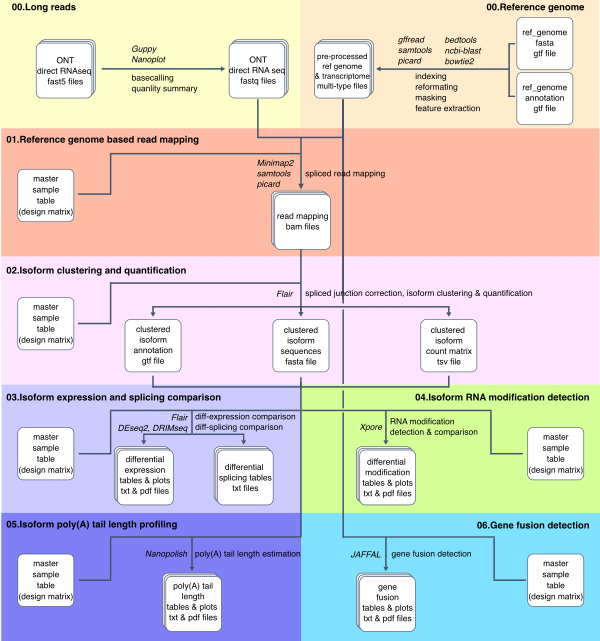 00.Long reads
00.Reference genome
ONT
direct RNAseq
fast5 files
Guppy
Nanoplot
basecalling
quanlity summary
ONT
direct RNA seq
fastq files
pre-processed
ref genome
& transcriptome
multi-type files
gffread
samtools
picard
bedtools
ncbi-blast
bowtie2
indexing
reformating
masking
feature extraction
ref_genome
fasta
gtf file
ref_genome
annotation
gtf file
01.Reference genome based read mapping
master
sample
table
(design matrix)
Minimap2
samtools
picard
spliced read mapping
read mapping
bam files
02.Isoform clustering and quantification
master
sample
table
(design matrix)
Flair
spliced junction correction, isoform clustering & quantification
clustered
isoform
annotation
gtf file
clustered
isoform
sequences
fasta file
clustered
isoform
count matrix
tsv file
03.Isoform expression and splicing comparison
master
sample
table
(design matrix)
Flair
DEseq2, DRIMseq
diff-expression comparison
diff-splicing comparison
differential
expression
tables & plots
txt & pdf files
differential
splicing tables
txt files
04.Isoform RNA modification detection
Xpore
RNA modification
detection & comparison
differential
modification
tables & plots
txt & pdf files
master
sample
table
(design matrix)
05.Isoform poly(A) tail length profiling
master
sample
table
(design matrix)
Nanopolish
poly(A) tail length estimation
poly(A) tail
length
tables & plots
txt & pdf files
06.Gene fusion detection
JAFFAL
gene fusion detection
gene
fusion
tables & plots
txt & pdf files
master
sample
table
(design matrix)